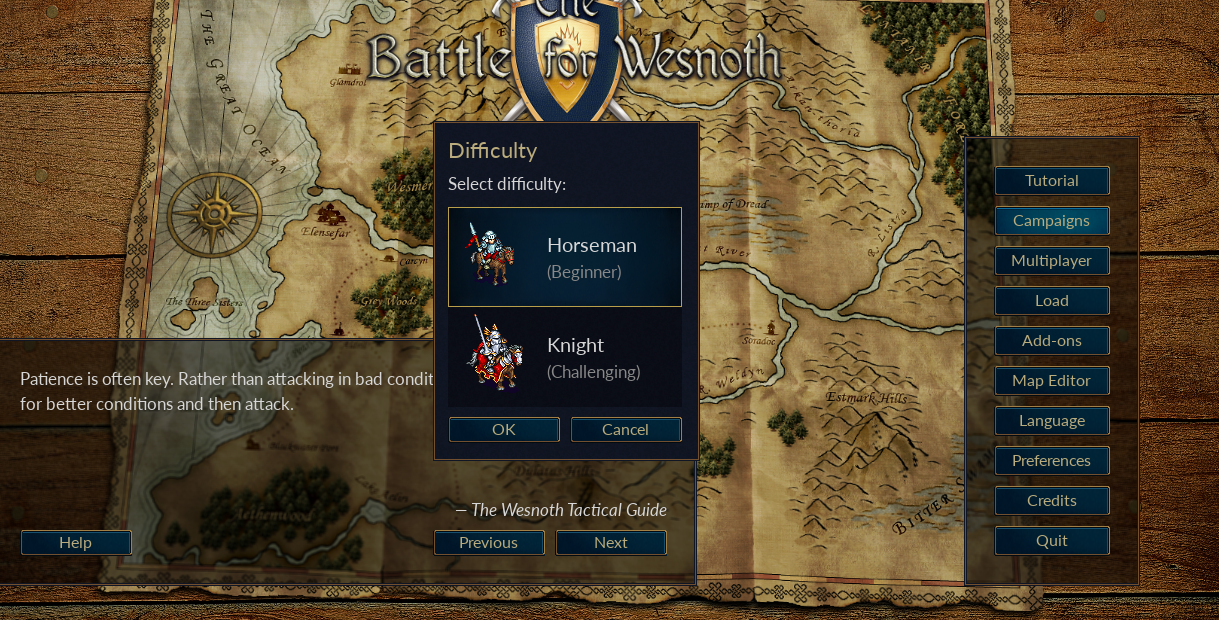 The
Battle for Wesnoth
THE GREAT OCEAN
Glamdrol
Wesmer
Elensefar
Carcyn
Grey Woods
The Three Sisters
Soradoc
R. Weldyn
Estmark Hills
Aethenwood
Difficulty
Select difficulty:
Horseman
(Beginner)
Knight
(Challenging)
OK
Cancel
Patience is often key. Rather than attacking in bad condit
for better conditions and then attack.
— The Wesnoth Tactical Guide
Help
Previous
Next
Tutorial
Campaigns
Multiplayer
Load
Add-ons
Map Editor
Language
Preferences
Credits
Quit